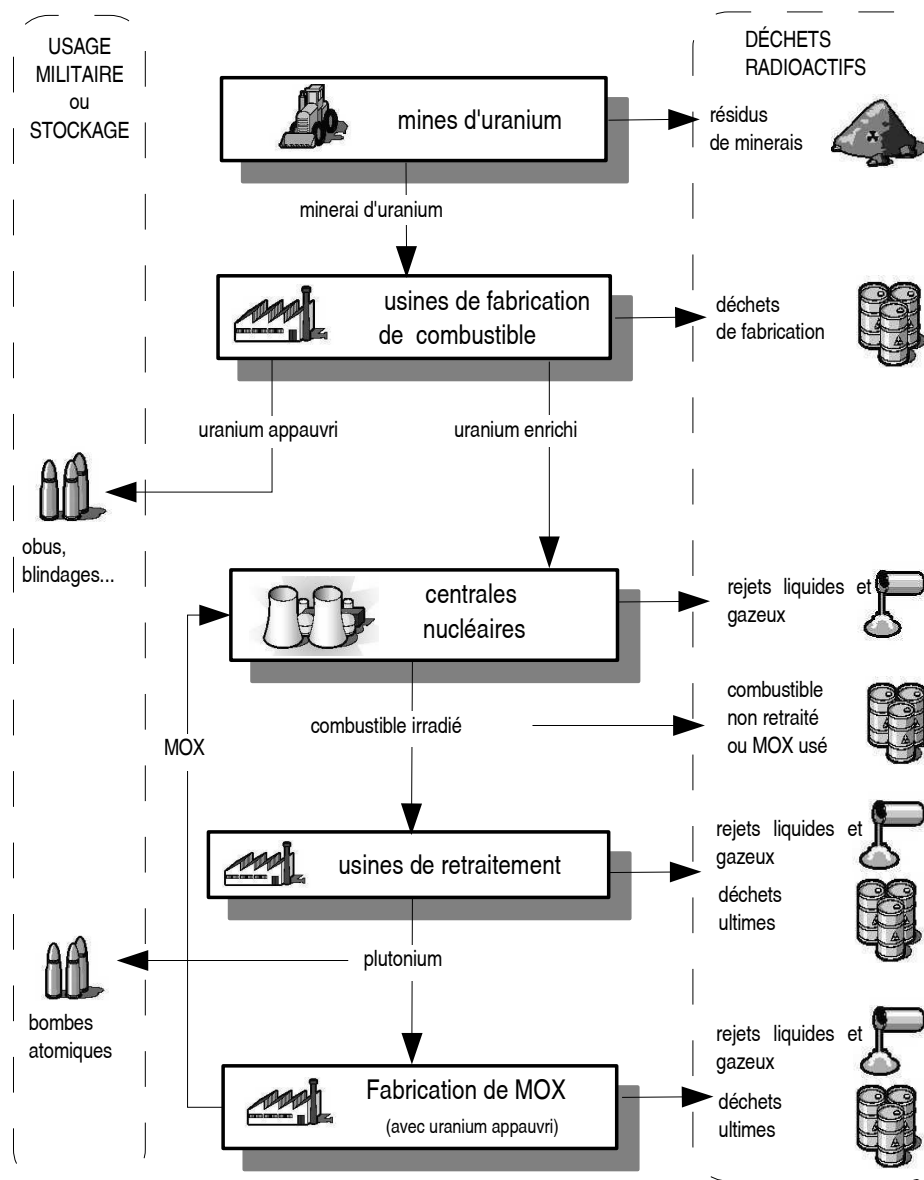 USAGE
MILITAIRE
ou
STOCKAGE
DÉCHETS
RADIOACTIFS
mines d'uranium
résidus
de minerais
minerai d'uranium
usines de fabrication
de combustible
déchets
de fabrication
uranium appauvri
uranium enrichi
obus,
blindages...
centrales
nucléaires
rejets liquides et
gazeux
combustible irradié
combustible
non retraité
ou MOX usé
MOX
usines de retraitement
rejets liquides et
gazeux
déchets
ultimes
plutonium
bombes
atomiques
Fabrication de MOX
(avec uranium appauvri)
rejets liquides et
gazeux
déchets
ultimes